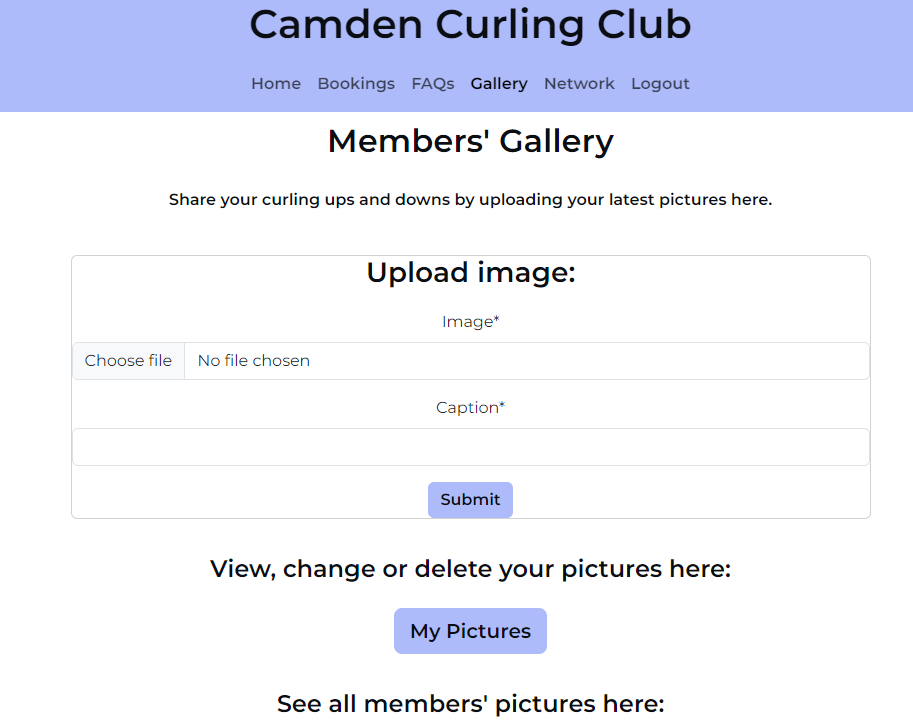 Camden Curling Club
Home Bookings FAQs Gallery Network Logout
Members' Gallery
Share your curling ups and downs by uploading your latest pictures here.
Upload image:
Image*
Choose file No file chosen
Caption*
Submit
View, change or delete your pictures here:
My Pictures
See all members' pictures here: